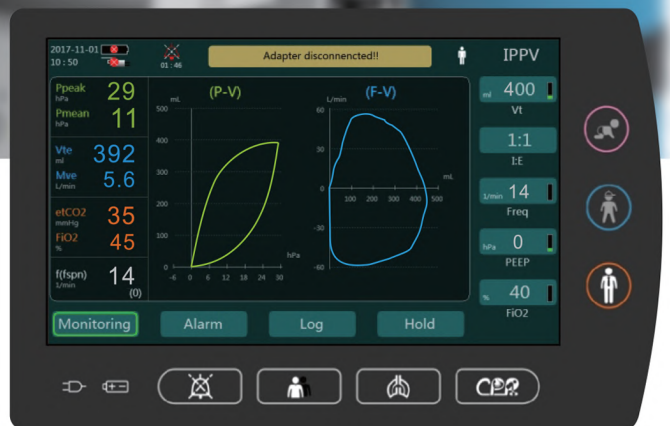 2017-11-01
10 : 50
01 : 46
Adapter disconnencted!!
IPPV
Ppeak 29
hPa
Pmean 11
hPa
Vte 392
ml
Mve 5.6
L/min
etCO2 35
mmHg
FiO2 45
%
f(fspn) 14
1/min
(0)
(P-V)
mL
500
400
300
200
100
0
-6 0 6 12 18 24 30
hPa
(F-V)
L/min
60
30
0
-30
-60
100 200 300 400 500
mL
ml 400
Vt
1:1
I:E
1/min 14
Freq
hPa 0
PEEP
% 40
FiO2
Monitoring Alarm Log Hold
CPR?